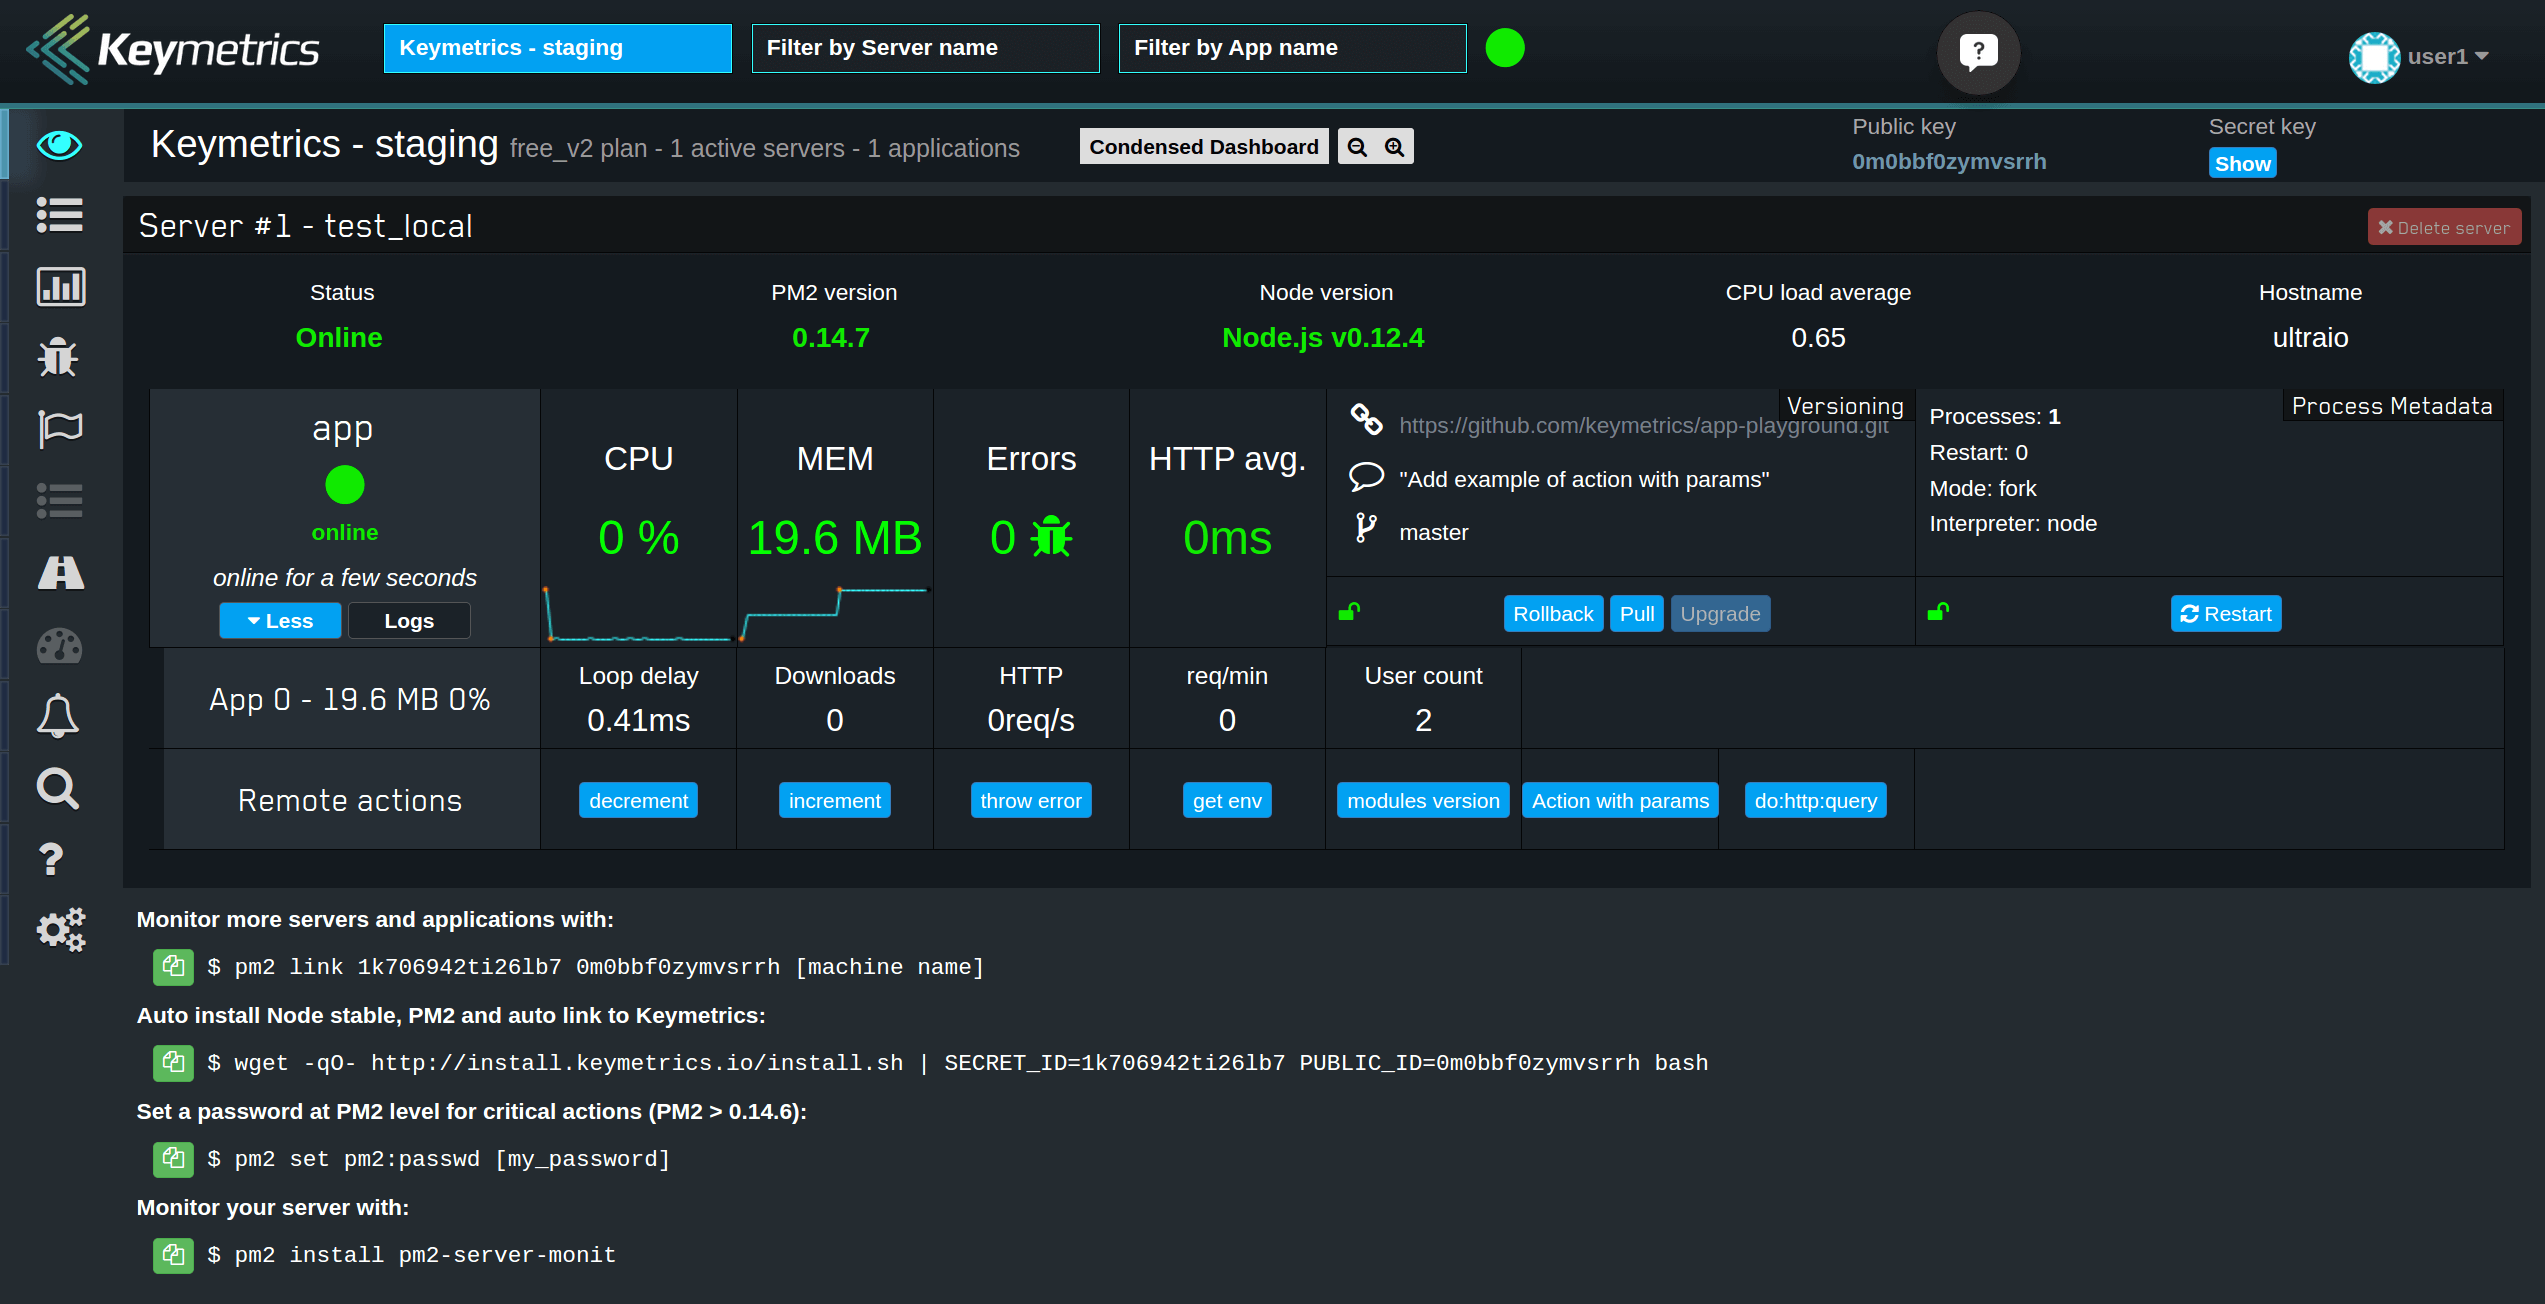 Keymetrics
Keymetrics - staging
Filter by Server name
Filter by App name
?
user1
Keymetrics - staging free_v2 plan - 1 active servers - 1 applications
Condensed Dashboard
Public key
0m0bbf0zymvsrrh
Secret key
Show
Server #1 - test_local
Delete server
Status
Online
PM2 version
0.14.7
Node version
Node.js v0.12.4
CPU load average
0.65
Hostname
ultraio
app
online
online for a few seconds
Less
Logs
CPU
0 %
MEM
19.6 MB
Errors
0
HTTP avg.
0ms
Versioning
https://github.com/keymetrics/app-playground.git
"Add example of action with params"
master
Rollback
Pull
Upgrade
Process Metadata
Processes: 1
Restart: 0
Mode: fork
Interpreter: node
Restart
App 0 - 19.6 MB 0%
Loop delay
0.41ms
Downloads
0
HTTP
0req/s
req/min
0
User count
2
Remote actions
decrement
increment
throw error
get env
modules version
Action with params
do:http:query
?
Monitor more servers and applications with:
$ pm2 link 1k706942ti26lb7 0m0bbf0zymvsrrh [machine name]
Auto install Node stable, PM2 and auto link to Keymetrics:
$ wget -qO- http://install.keymetrics.io/install.sh | SECRET_ID=1k706942ti26lb7 PUBLIC_ID=0m0bbf0zymvsrrh bash
Set a password at PM2 level for critical actions (PM2 > 0.14.6):
$ pm2 set pm2:passwd [my_password]
Monitor your server with:
$ pm2 install pm2-server-monit